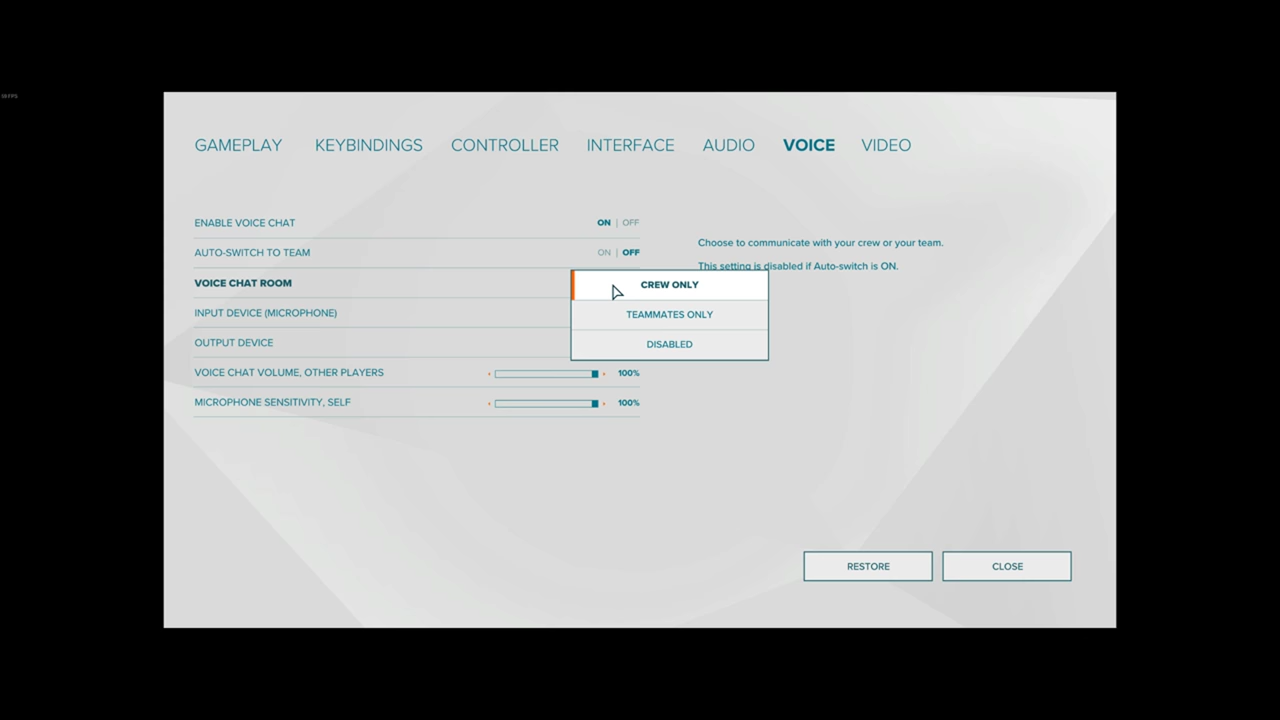 GAMEPLAY KEYBINDINGS CONTROLLER INTERFACE AUDIO VOICE VIDEO
ENABLE VOICE CHAT ON | OFF
AUTO-SWITCH TO TEAM ON | OFF
VOICE CHAT ROOM
INPUT DEVICE (MICROPHONE)
OUTPUT DEVICE
VOICE CHAT VOLUME, OTHER PLAYERS 100%
MICROPHONE SENSITIVITY, SELF 100%
CREW ONLY
TEAMMATES ONLY
DISABLED
Choose to communicate with your crew or your team.
This setting is disabled if Auto-switch is ON.
RESTORE CLOSE